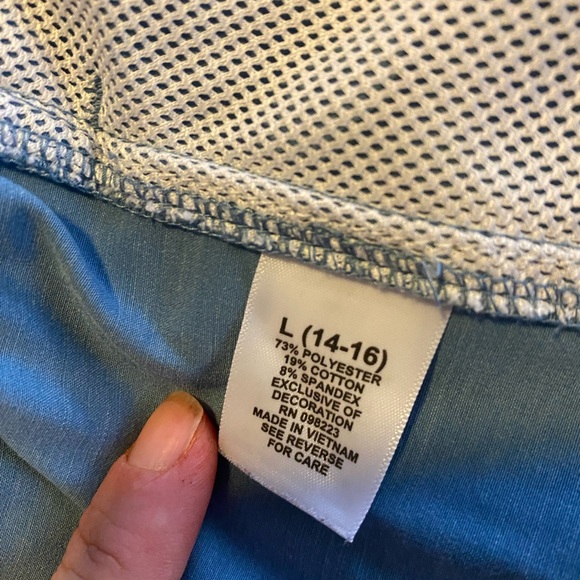 L (14-16)
73% POLYESTER
19% COTTON
8% SPANDEX
EXCLUSIVE OF
DECORATION
RN 098223
MADE IN VIETNAM
SEE REVERSE
FOR CARE